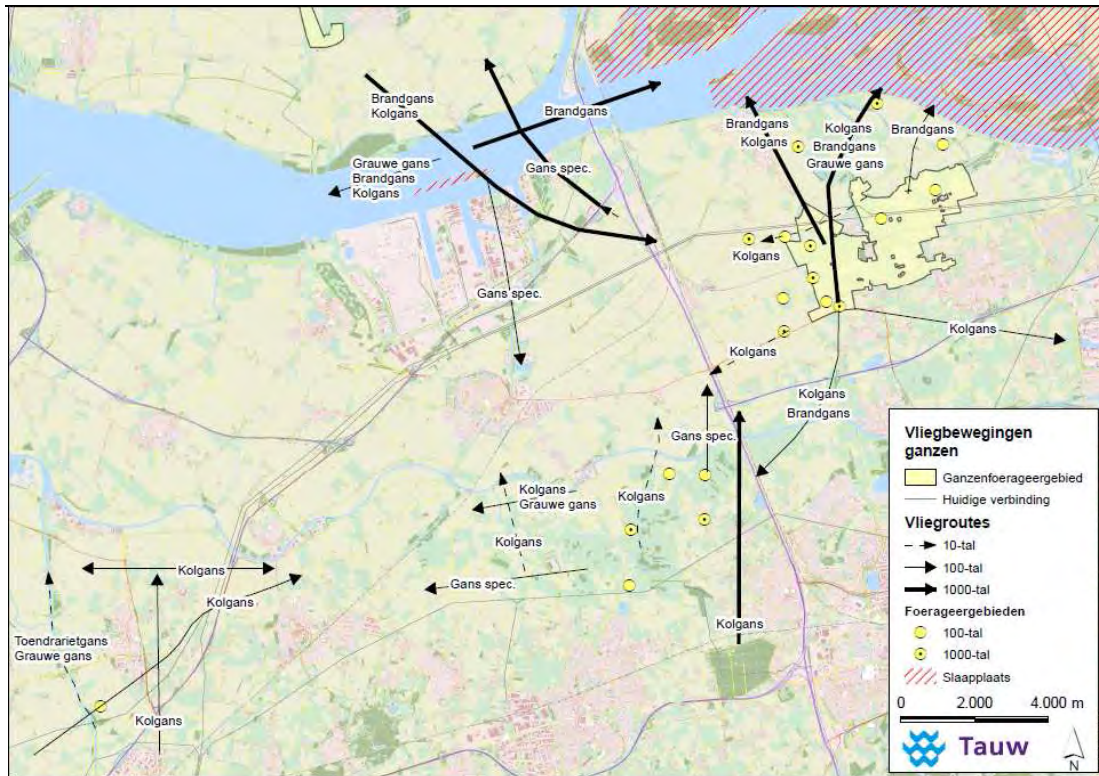 Brandgans
Kolgans
Brandgans
Grauwe gans
Brandgans
Kolgans
Gans spec.
Brandgans
Kolgans
Kolgans
Brandgans
Grauwe gans
Brandgans
Kolgans
Gans spec.
Kolgans
Kolgans
Kolgans
Brandgans
Gans spec.
Kolgans
Grauwe gans
Kolgans
Kolgans
Kolgans
Kolgans
Gans spec.
Kolgans
Toendrarietgans
Grauwe gans
Kolgans
Vliegbewegingen
ganzen
Ganzenfoerageergebied
Huidige verbinding
Vliegroutes
10-tal
100-tal
1000-tal
Foerageergebieden
100-tal
1000-tal
Slaapplaats
0 2.000 4.000 m
Tauw
N